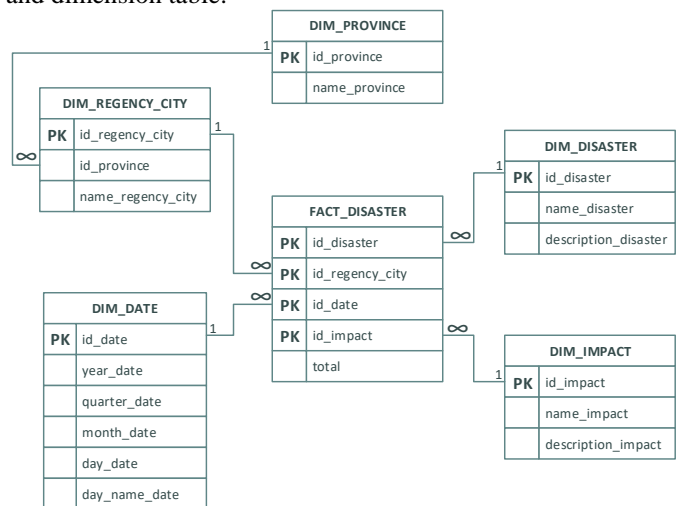 and dimension table.
DIM_PROVINCE
PK id_province
name_province
1
DIM_REGENCY_CITY
PK id_regency_city
id_province
name_regency_city
1
∞
DIM_DISASTER
PK id_disaster
name_disaster
description_disaster
1
FACT_DISASTER
PK id_disaster
PK id_regency_city
PK id_date
PK id_impact
total
∞
∞
∞
∞
DIM_DATE
PK id_date
year_date
quarter_date
month_date
day_date
day_name_date
1
DIM_IMPACT
PK id_impact
name_impact
description_impact
1